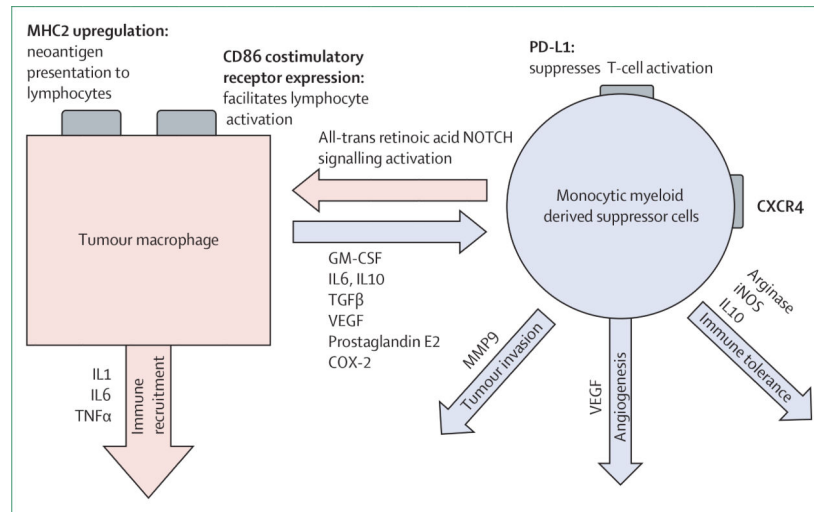 MHC2 upregulation:
neoantigen
presentation to
lymphocytes
CD86 costimulatory
receptor expression:
facilitates lymphocyte
activation
PD-L1:
suppresses T-cell activation
All-trans retinoic acid NOTCH
signalling activation
Tumour macrophage
Monocytic myeloid
derived suppressor cells
CXCR4
GM-CSF
IL6, IL10
TGFβ
VEGF
Prostaglandin E2
COX-2
IL1
IL6
TNFα
Immune
recruitment
MMP9
Tumour invasion
VEGF
Angiogenesis
Arginase
iNOS
IL10
Immune tolerance